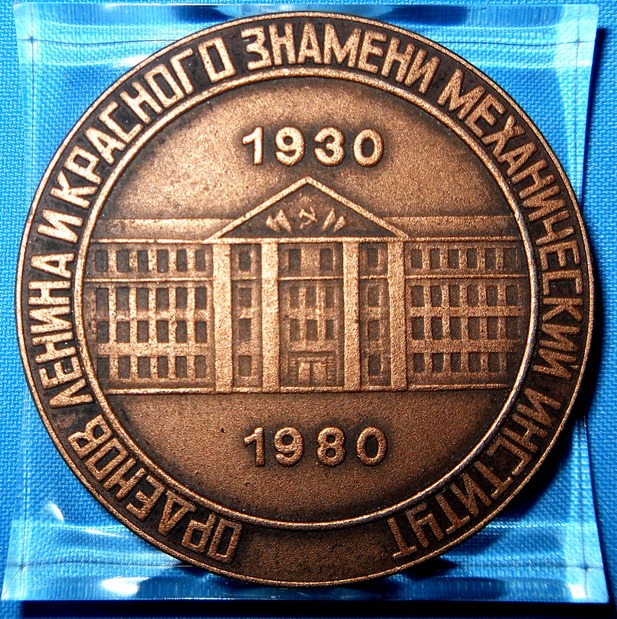 ОРДЕНОВ ЛЕНИНА И КРАСНОГО ЗНАМЕНИ МЕХАНИЧЕСКИЙ ИНСТИТУТ
1930
1980